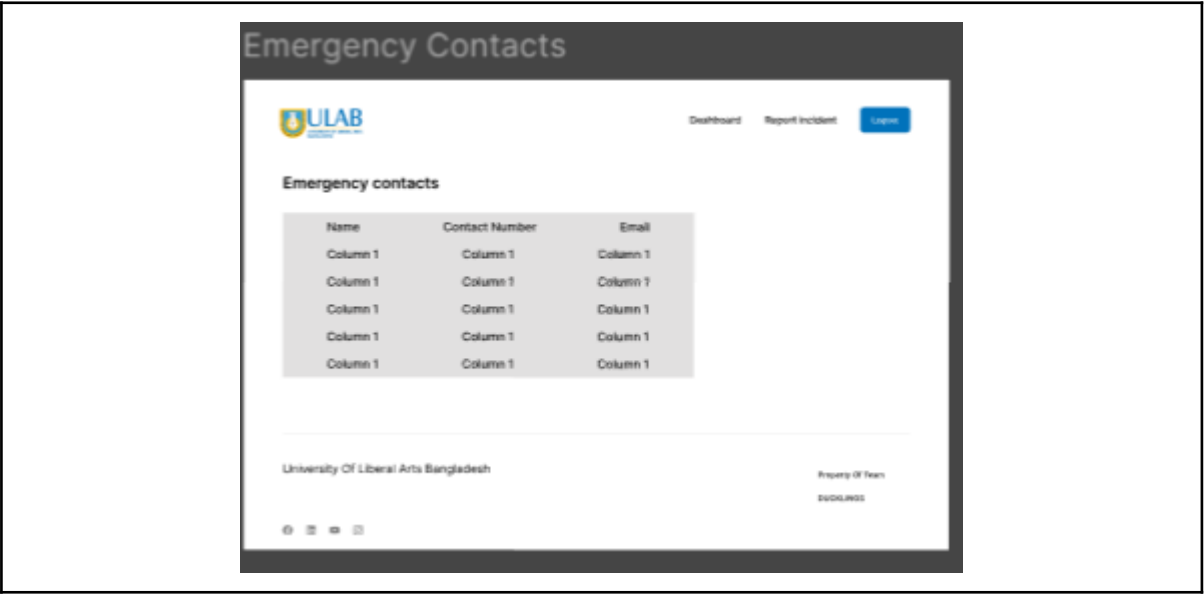 Emergency Contacts
ULAB
Dashboard Report Incident Logout
Emergency contacts
Name Contact Number Email
Column 1 Column 1 Column 1
Column 1 Column 1 Column 1
Column 1 Column 1 Column 1
Column 1 Column 1 Column 1
Column 1 Column 1 Column 1
University Of Liberal Arts Bangladesh
Property Of Team
DUCKLINGS